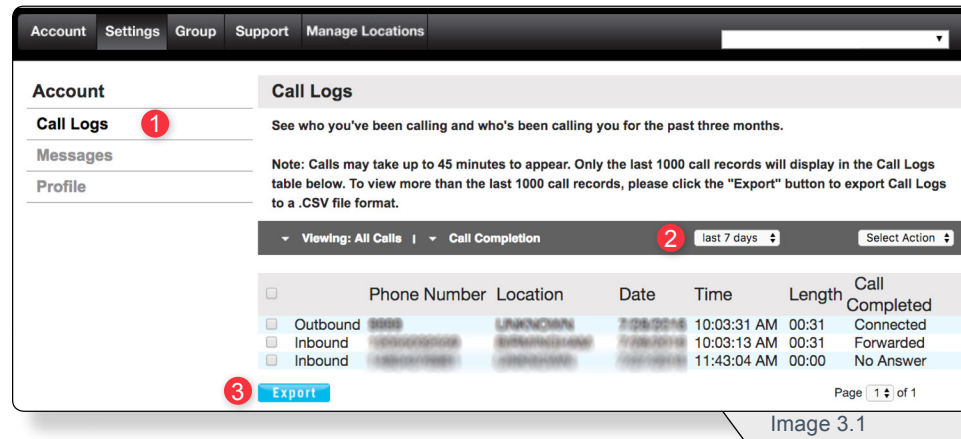 Account Settings Group Support Manage Locations
Account
Call Logs 1
Messages
Profile
Call Logs
See who you've been calling and who's been calling you for the past three months.
Note: Calls may take up to 45 minutes to appear. Only the last 1000 call records will display in the Call Logs
table below. To view more than the last 1000 call records, please click the "Export" button to export Call Logs
to a .CSV file format.
Viewing: All Calls | Call Completion 2 last 7 days Select Action
Phone Number Location Date Time Length Call Completed
Outbound 10:03:31 AM 00:31 Connected
Inbound 10:03:13 AM 00:31 Forwarded
Inbound 11:43:04 AM 00:00 No Answer
3 Export Page 1 of 1
Image 3.1